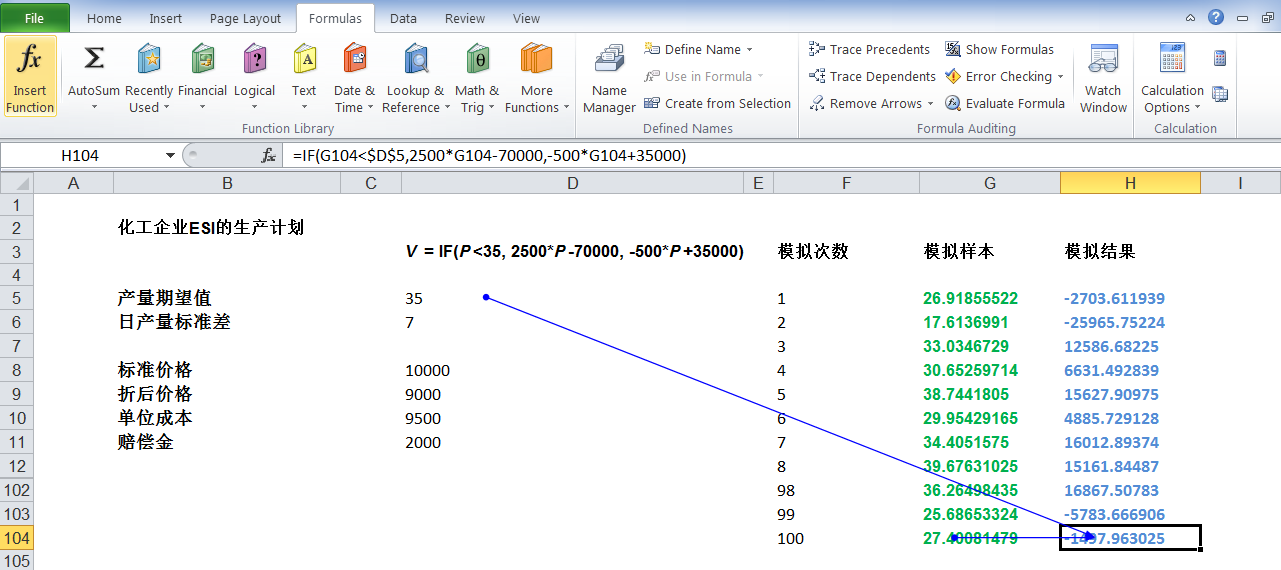 File Home Insert Page Layout Formulas Data Review View
Insert Function
AutoSum
Recently Used
Financial
Logical
Text
Date & Time
Lookup & Reference
Math & Trig
More Functions
Function Library
Name Manager
Define Name
Use in Formula
Create from Selection
Defined Names
Trace Precedents
Trace Dependents
Remove Arrows
Show Formulas
Error Checking
Evaluate Formula
Formula Auditing
Watch Window
Calculation Options
Calculation
H104 fx =IF(G104<$D$5,2500*G104-70000,-500*G104+35000)
A B C D E F G H I
1
2 化工企业ESI的生产计划
3 V = IF(P<35, 2500*P-70000, -500*P+35000) 模拟次数 模拟样本 模拟结果
4
5 产量期望值 35 1 26.91855522 -2703.611939
6 日产量标准差 7 2 17.6136991 -25965.75224
7 3 33.0346729 12586.68225
8 标准价格 10000 4 30.65259714 6631.492839
9 折后价格 9000 5 38.7441805 15627.90975
10 单位成本 9500 6 29.95429165 4885.729128
11 赔偿金 2000 7 34.4051575 16012.89374
12 8 39.67631025 15161.84487
102 98 36.26498435 16867.50783
103 99 25.68653324 -5783.666906
104 100 27.40081479 -1497.963025
105